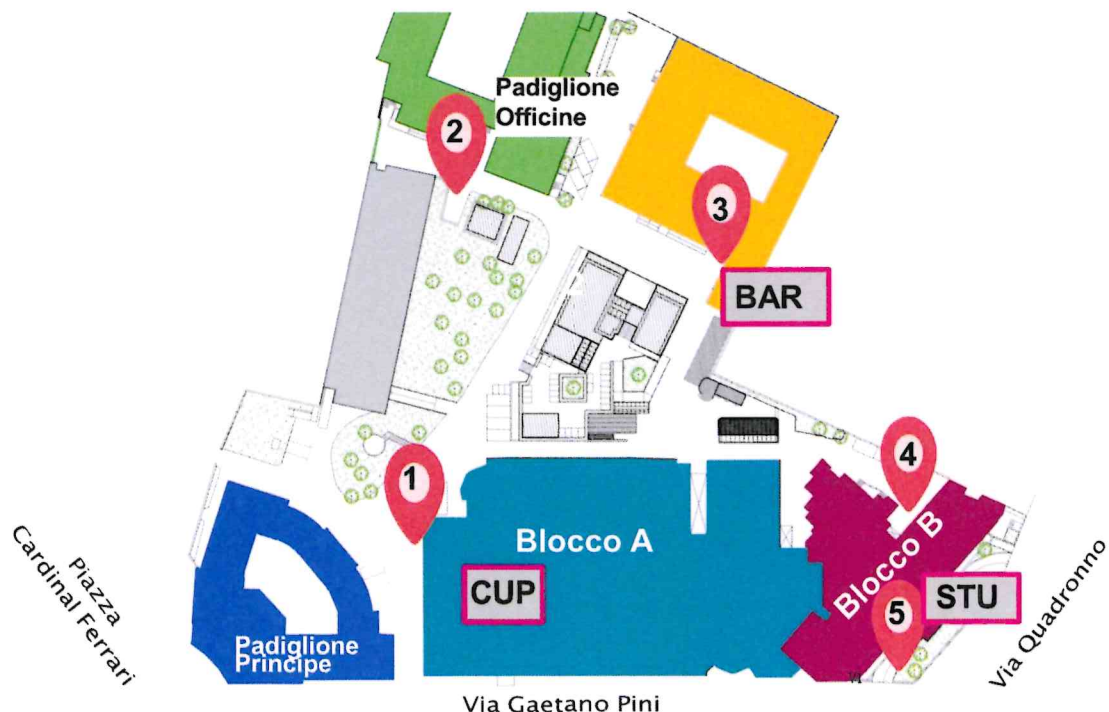 Padiglione
Officine
2
3
BAR
1
4
Blocco A
Blocco B
CUP
5
STU
Piazza
Cardinal Ferrari
Padiglione
Principe
Via Quadronno
Via Gaetano Pini